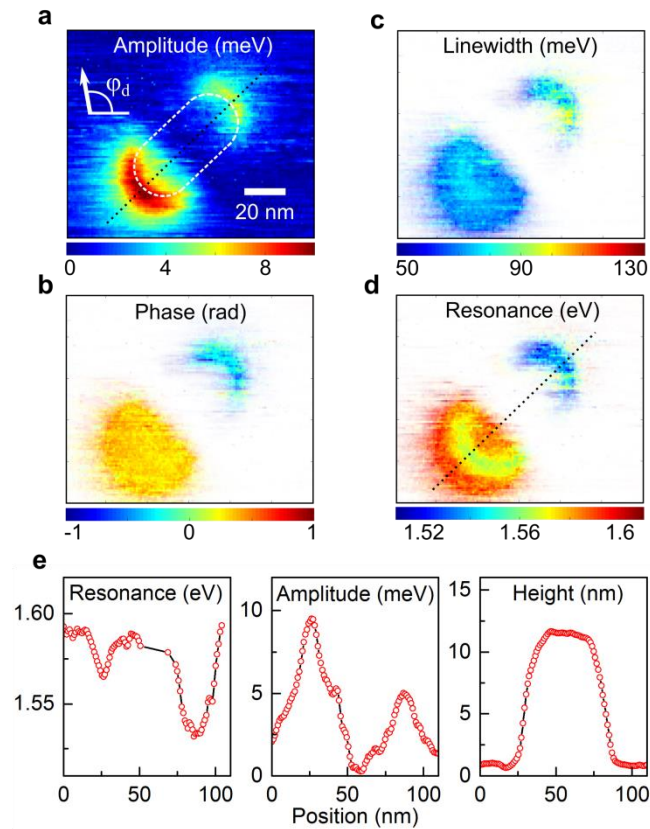 a
Amplitude (meV)
φd
20 nm
0 4 8
c
Linewidth (meV)
50 90 130
b
Phase (rad)
-1 0 1
d
Resonance (eV)
1.52 1.56 1.6
e
Resonance (eV)
1.60
1.55
0 50 100
Amplitude (meV)
10
5
0
0 50 100
Height (nm)
15
10
5
0
0 50 100
Position (nm)